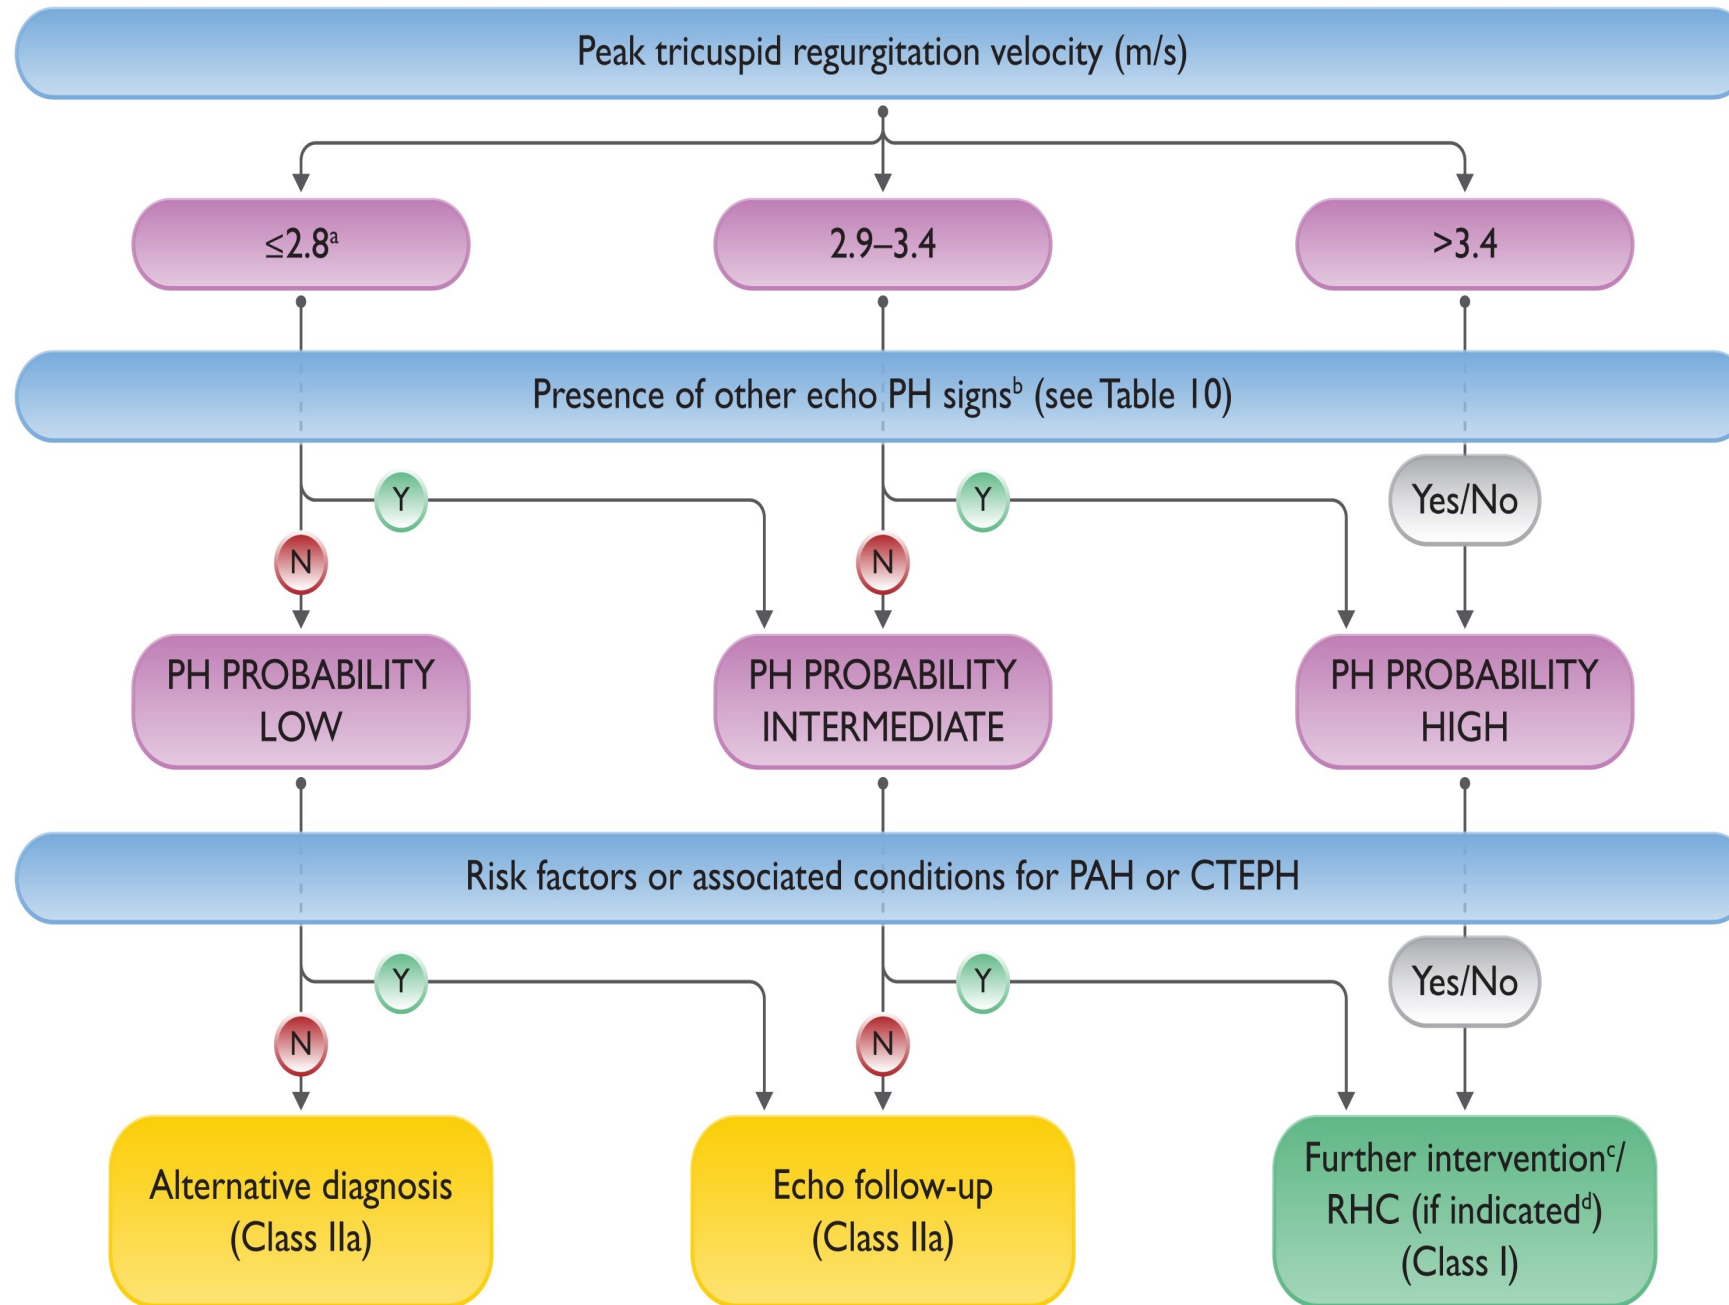 Peak tricuspid regurgitation velocity (m/s)
≤2.8ᵃ
2.9–3.4
>3.4
Presence of other echo PH signsᵇ (see Table 10)
Y
Y
Yes/No
N
N
PH PROBABILITY
LOW
PH PROBABILITY
INTERMEDIATE
PH PROBABILITY
HIGH
Risk factors or associated conditions for PAH or CTEPH
Y
Y
Yes/No
N
N
Alternative diagnosis
(Class IIa)
Echo follow-up
(Class IIa)
Further interventionᶜ/
RHC (if indicatedᵈ)
(Class I)